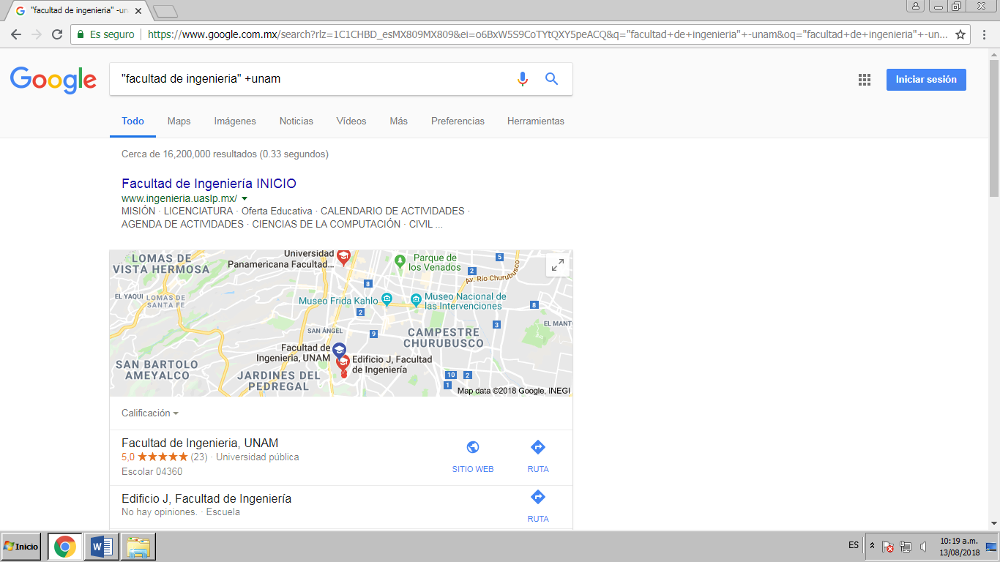 "facultad de ingenieria" -un
Es seguro
https://www.google.com.mx/search?rlz=1C1CHBD_esMX809MX809&ei=o6BxW5S9CoTYtQXY5peACQ&q="facultad+de+ingenieria"+-unam&oq="facultad+de+ingenieria"+-un...
Google
"facultad de ingenieria" +unam
Iniciar sesión
Todo Maps Imágenes Noticias Vídeos Más Preferencias Herramientas
Cerca de 16,200,000 resultados (0.33 segundos)
Facultad de Ingeniería INICIO
www.ingenieria.uaslp.mx/
MISIÓN · LICENCIATURA · Oferta Educativa · CALENDARIO DE ACTIVIDADES ·
AGENDA DE ACTIVIDADES · CIENCIAS DE LA COMPUTACIÓN · CIVIL ...
LOMAS DE
VISTA HERMOSA
Universidad
Panamericana Facultad...
Parque de
los Venados
5
2
Av. Río Churubusco
8
EL YAQUI
LOMAS DE
SANTA FE
Museo Frida Kahlo
Museo Nacional de
las Intervenciones
8
2
3
EL MANTO
SAN ÁNGEL
9
CAMPESTRE
CHURUBUSCO
Facultad de
Ingenieria, UNAM
Edificio J, Facultad
de Ingeniería
SAN BARTOLO
AMEYALCO
JARDINES DEL
PEDREGAL
10
2
1
Map data ©2018 Google, INEGI
Calificación
Facultad de Ingenieria, UNAM
5,0 ★★★★★ (23) · Universidad pública
Escolar 04360
SITIO WEB
RUTA
Edificio J, Facultad de Ingeniería
No hay opiniones. · Escuela
RUTA
Inicio
W
ES
10:19 a.m.
13/08/2018